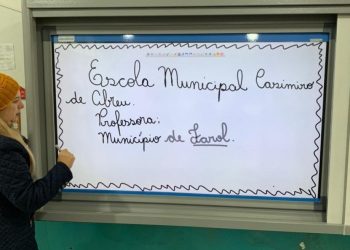 Escola Municipal Casimiro
de Abreu.
Professora:
Município de Farol.